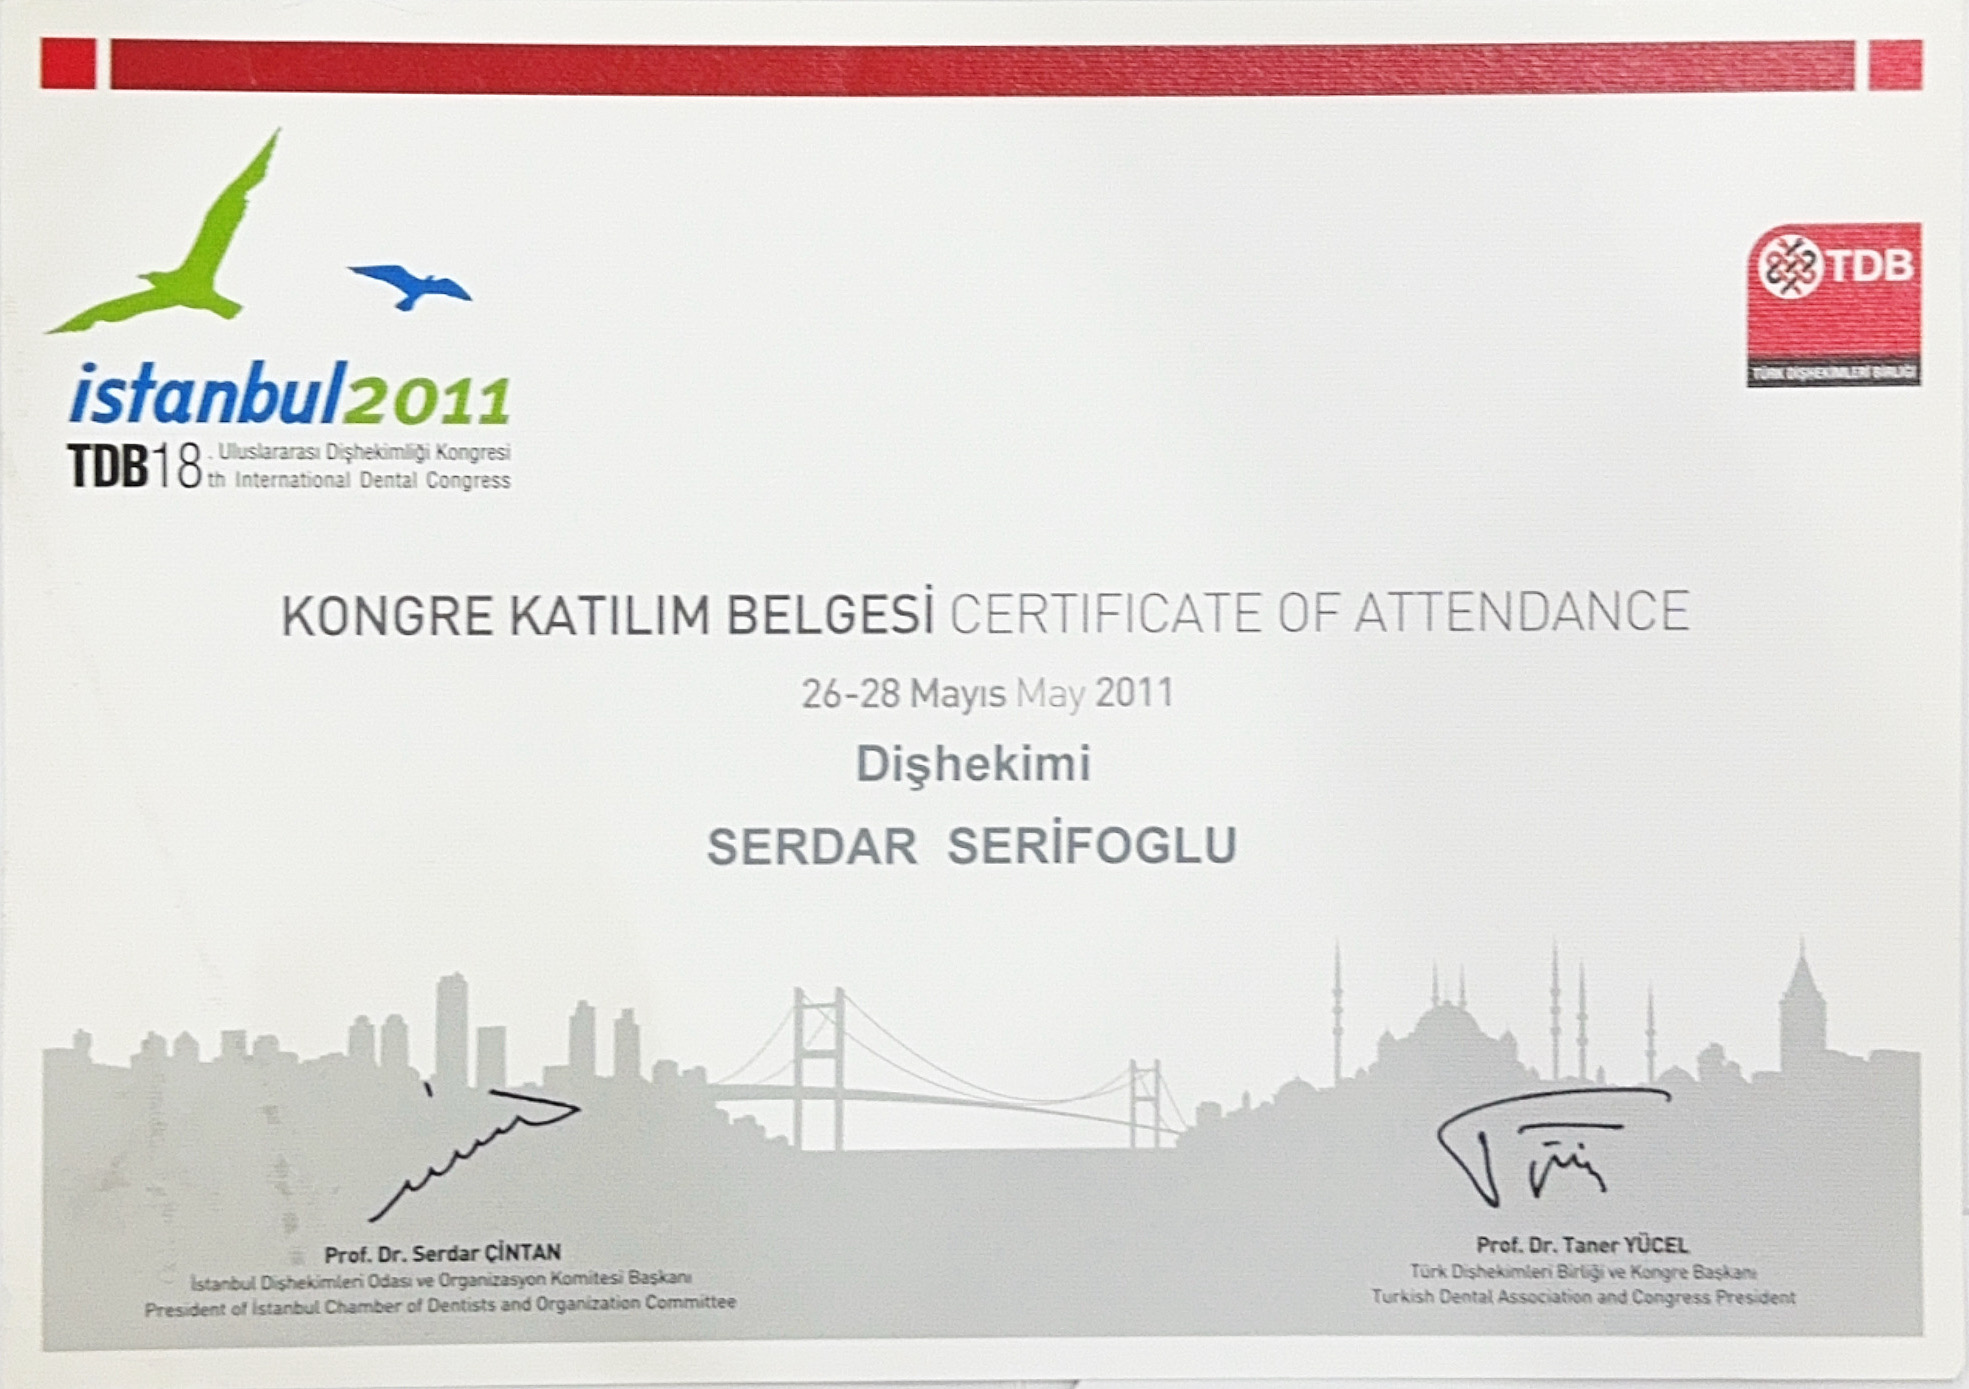 istanbul2011
TDB18. Uluslararası Dişhekimliği Kongresi
th International Dental Congress
TDB
TÜRK DİŞHEKİMLERİ BİRLİĞİ
KONGRE KATILIM BELGESİ CERTIFICATE OF ATTENDANCE
26-28 Mayıs May 2011
Dişhekimi
SERDAR SERİFOGLU
Prof. Dr. Serdar ÇİNTAN
İstanbul Dişhekimleri Odası ve Organizasyon Komitesi Başkanı
President of İstanbul Chamber of Dentists and Organization Committee
Prof. Dr. Taner YÜCEL
Türk Dişhekimleri Birliği ve Kongre Başkanı
Turkish Dental Association and Congress President